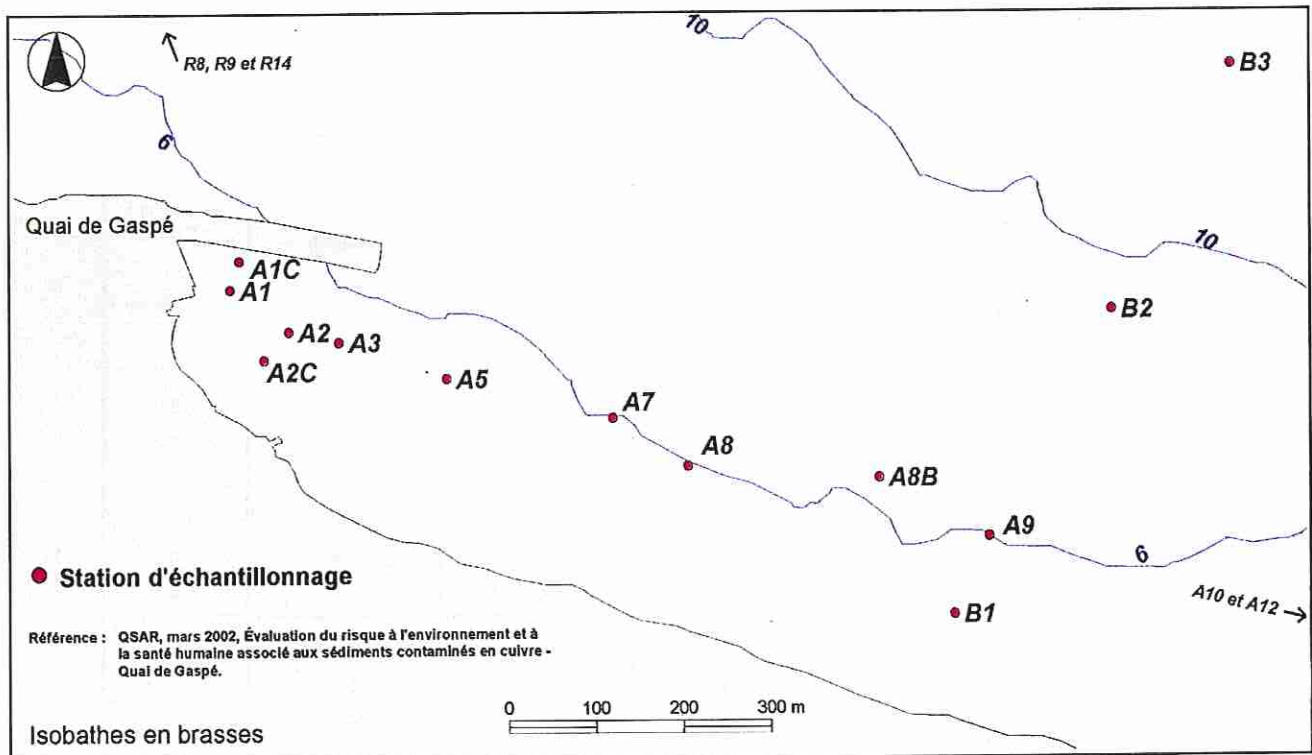 10
B3
R8, R9 et R14
6
Quai de Gaspé
10
A1C
A1
B2
A2
A3
A2C
A5
A7
A8
A8B
A9
6
Station d'échantillonnage
A10 et A12
B1
Référence : QSAR, mars 2002, Évaluation du risque à l'environnement et à
la santé humaine associé aux sédiments contaminés en cuivre -
Quai de Gaspé.
0 100 200 300 m
Isobathes en brasses